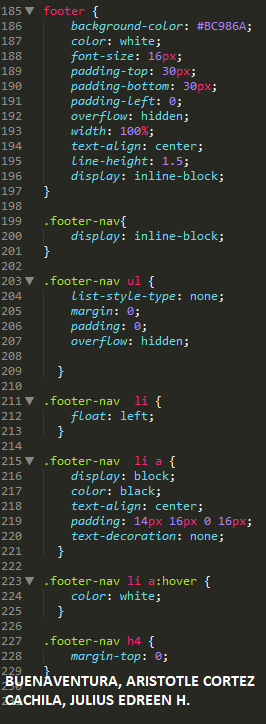 185 footer {
186 background-color: #BC986A;
187 color: white;
188 font-size: 16px;
189 padding-top: 30px;
190 padding-bottom: 30px;
191 padding-left: 0;
192 overflow: hidden;
193 width: 100%;
194 text-align: center;
195 line-height: 1.5;
196 display: inline-block;
197 }
198
199 .footer-nav{
200 display: inline-block;
201 }
202
203 .footer-nav ul {
204 list-style-type: none;
205 margin: 0;
206 padding: 0;
207 overflow: hidden;
208
209 }
210
211 .footer-nav  li {
212 float: left;
213 }
214
215 .footer-nav  li a {
216 display: block;
217 color: black;
218 text-align: center;
219 padding: 14px 16px 0 16px;
220 text-decoration: none;
221 }
222
223 .footer-nav li a:hover {
224 color: white;
225 }
226
227 .footer-nav h4 {
228 margin-top: 0;
229 }
BUENAVENTURA, ARISTOTLE CORTEZ
CACHILA, JULIUS EDREEN H.